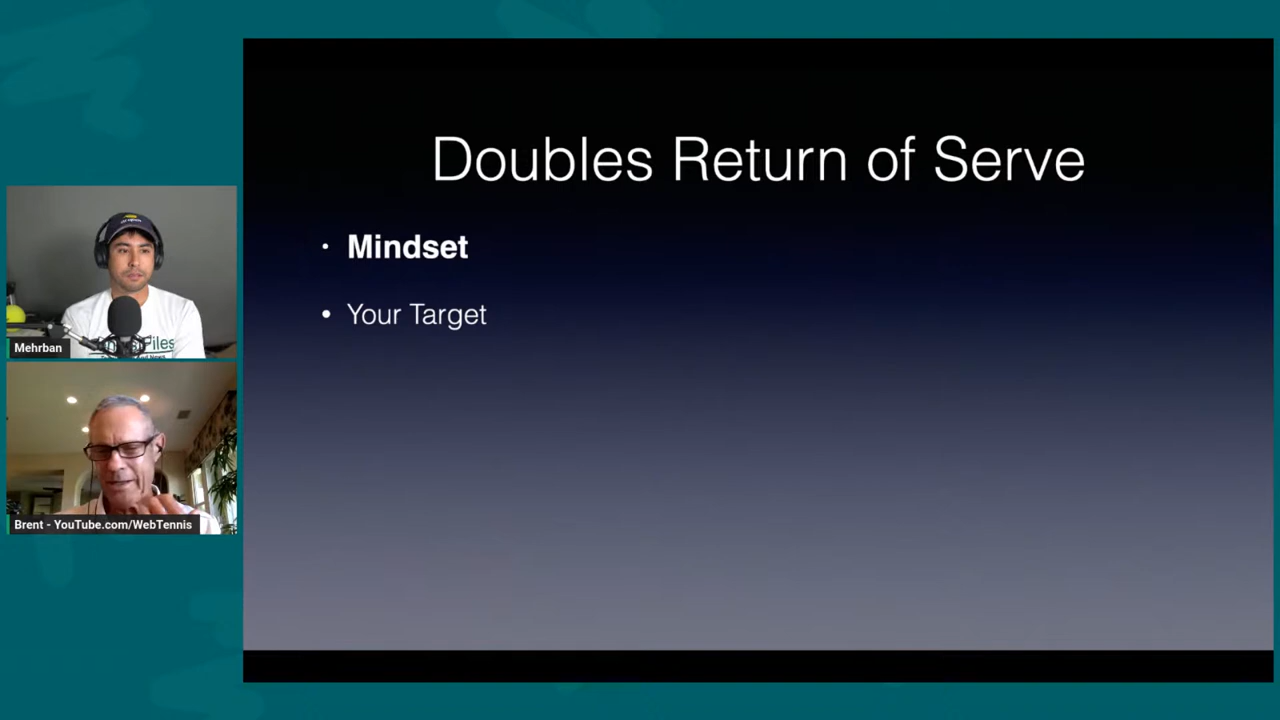 Doubles Return of Serve
• Mindset
• Your Target
Mehrban
Brent - YouTube.com/WebTennis